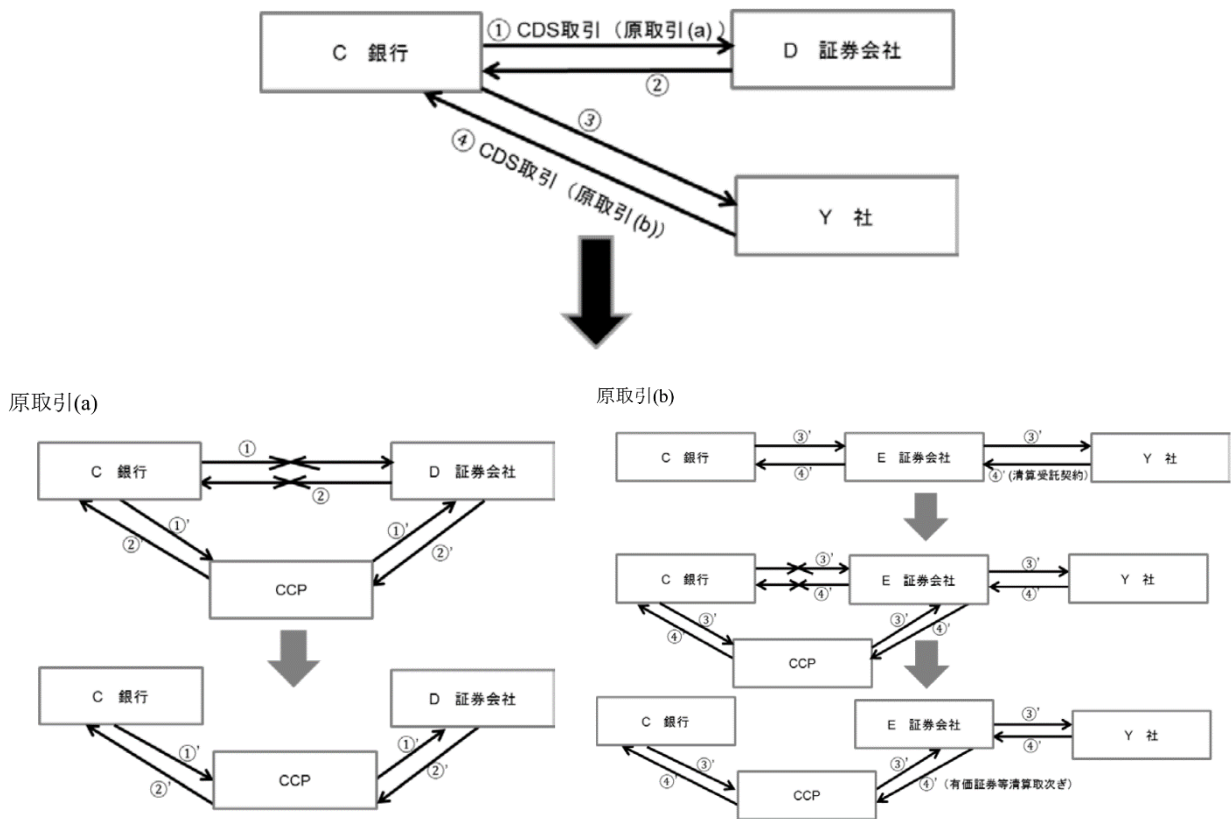 ① CDS取引（原取引(a)）
C 銀行
D 証券会社
②
③
④ CDS取引（原取引(b)）
Y 社
原取引(a)
C 銀行
①
D 証券会社
②
①’
②’
①’
②’
CCP
C 銀行
D 証券会社
①’
②’
①’
②’
CCP
原取引(b)
C 銀行
③’
④’
E 証券会社
③’
④’ (清算受託契約)
Y 社
C 銀行
③’
④’
E 証券会社
③’
④’
Y 社
③’
④’
③’
④’
CCP
C 銀行
E 証券会社
③’
④’
Y 社
③’
④’
③’
④’（有価証券等清算取次ぎ）
CCP